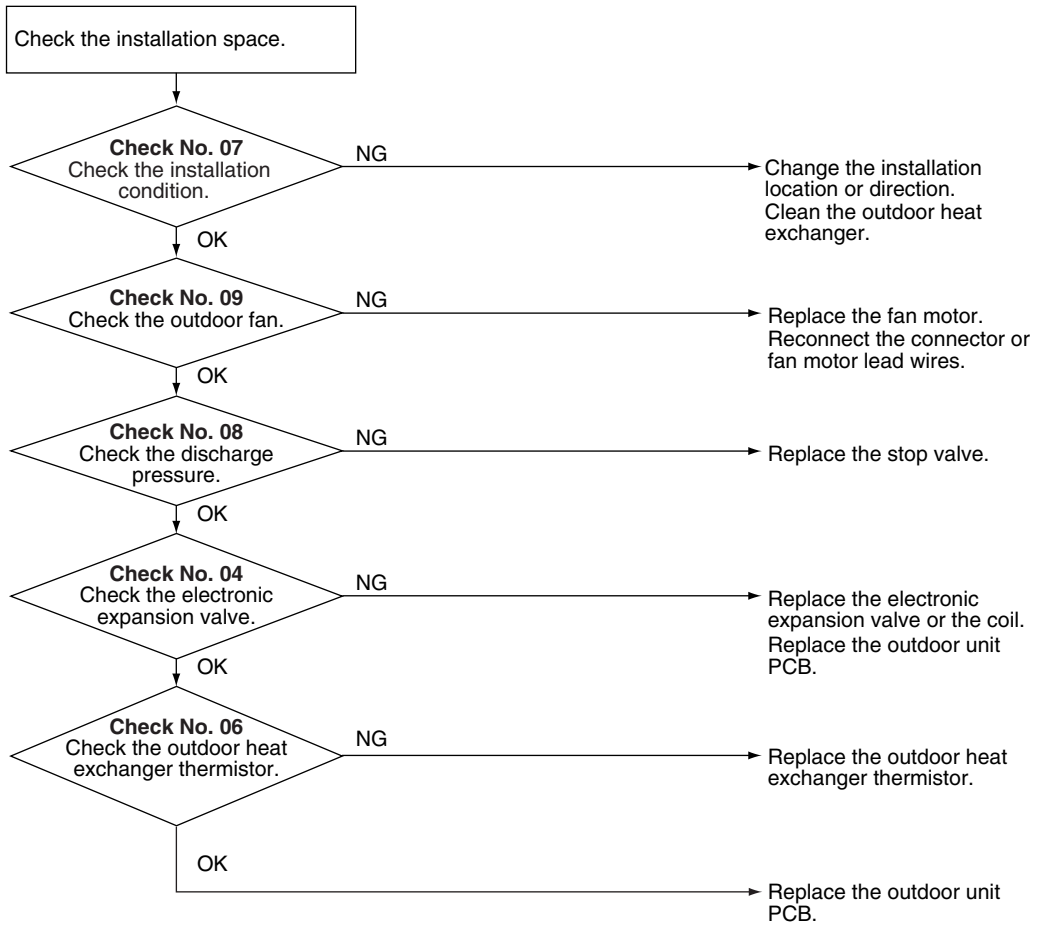 Check the installation space.
Check No. 07
Check the installation
condition.
NG
Change the installation
location or direction.
Clean the outdoor heat
exchanger.
OK
Check No. 09
Check the outdoor fan.
NG
Replace the fan motor.
Reconnect the connector or
fan motor lead wires.
OK
Check No. 08
Check the discharge
pressure.
NG
Replace the stop valve.
OK
Check No. 04
Check the electronic
expansion valve.
NG
Replace the electronic
expansion valve or the coil.
Replace the outdoor unit
PCB.
OK
Check No. 06
Check the outdoor heat
exchanger thermistor.
NG
Replace the outdoor heat
exchanger thermistor.
OK
Replace the outdoor unit
PCB.